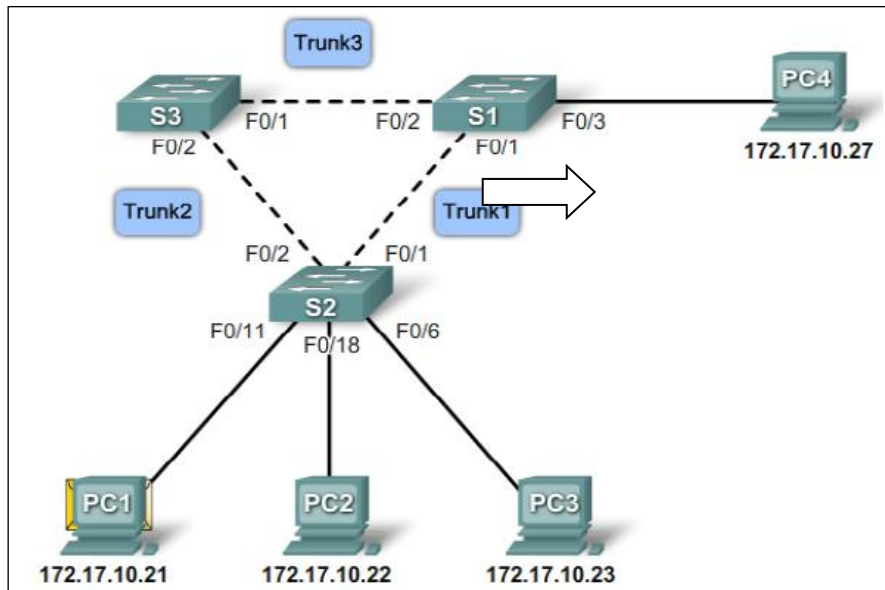 Trunk3
PC4
S3
S1
F0/1
F0/2
F0/3
F0/2
F0/1
172.17.10.27
Trunk2
Trunk1
F0/2
F0/1
S2
F0/11
F0/18
F0/6
PC1
PC2
PC3
172.17.10.21
172.17.10.22
172.17.10.23